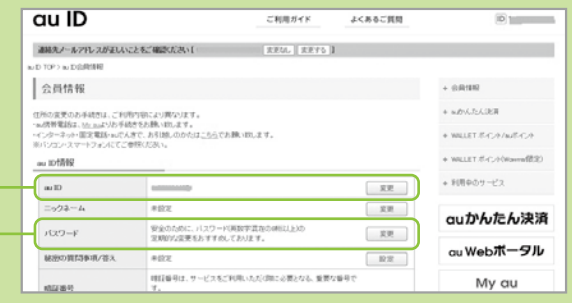 au ID
ご利用ガイド
よくあるご質問
ID
連絡先メールアドレスが正しいことをご確認ください [
変更なし
変更する ]
au ID TOP > au ID会員情報
会員情報
住所の変更のお手続きは、ご利用内容により異なります。
・au携帯電話は、My auよりお手続きをお願い致します。
・インターネット・固定電話・auでんきで、お引越しのかたはこちらでお願い致します。
※パソコン・スマートフォンにてご参照ください。
au ID情報
au ID
変更
ニックネーム
未設定
変更
パスワード
安全のために、パスワード(英数字混在の8桁以上)の
定期的な変更をおすすめしております。
変更
秘密の質問事項/答え
未設定
設定
暗証番号
暗証番号は、サービスをご利用いただく際に必要となる、重要な番号で
す。
+ 会員情報
+ auかんたん決済
+ WALLET ポイント/auポイント
+ WALLET ポイント(Wowma!限定)
+ 利用中のサービス
auかんたん決済
au Webポータル
My au